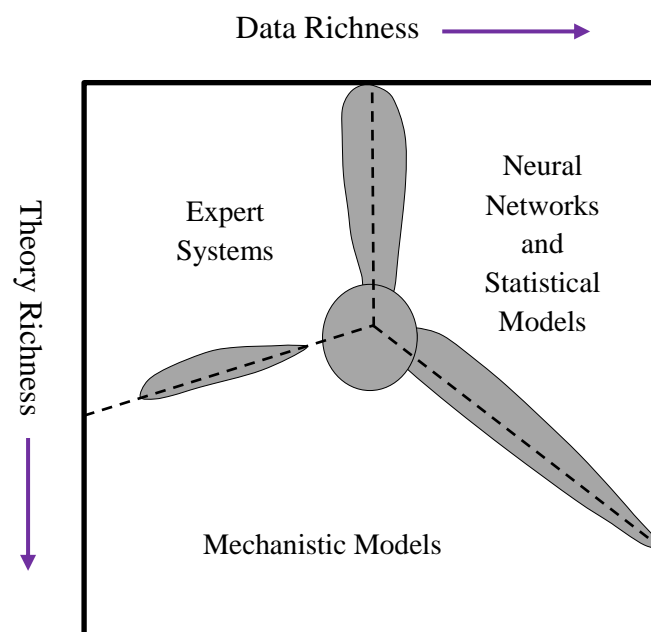 Data Richness
Theory Richness
Expert
Systems
Neural
Networks
and
Statistical
Models
Mechanistic Models